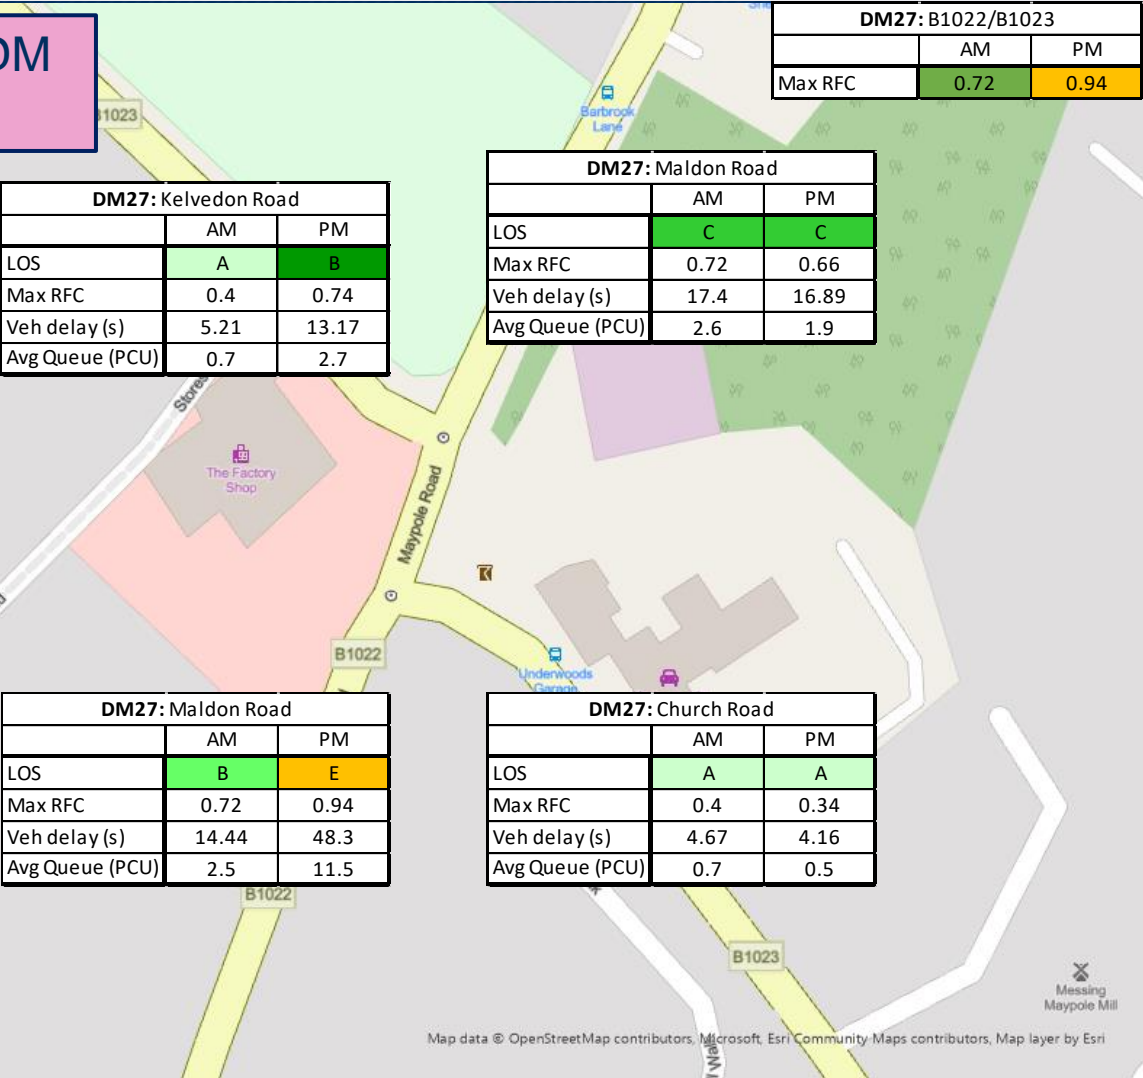 DM
DM27: B1022/B1023
AM PM
Max RFC 0.72 0.94
B1023
Barbrook
Lane
DM27: Kelvedon Road
AM PM
LOS A B
Max RFC 0.4 0.74
Veh delay (s) 5.21 13.17
Avg Queue (PCU) 0.7 2.7
DM27: Maldon Road
AM PM
LOS C C
Max RFC 0.72 0.66
Veh delay (s) 17.4 16.89
Avg Queue (PCU) 2.6 1.9
Stores
The Factory
Shop
Maypole Road
B1022
Underwoods
Garage
DM27: Maldon Road
AM PM
LOS B E
Max RFC 0.72 0.94
Veh delay (s) 14.44 48.3
Avg Queue (PCU) 2.5 11.5
DM27: Church Road
AM PM
LOS A A
Max RFC 0.4 0.34
Veh delay (s) 4.67 4.16
Avg Queue (PCU) 0.7 0.5
B1022
B1023
Messing
Maypole Mill
Map data © OpenStreetMap contributors, Microsoft, Esri Community Maps contributors, Map layer by Esri